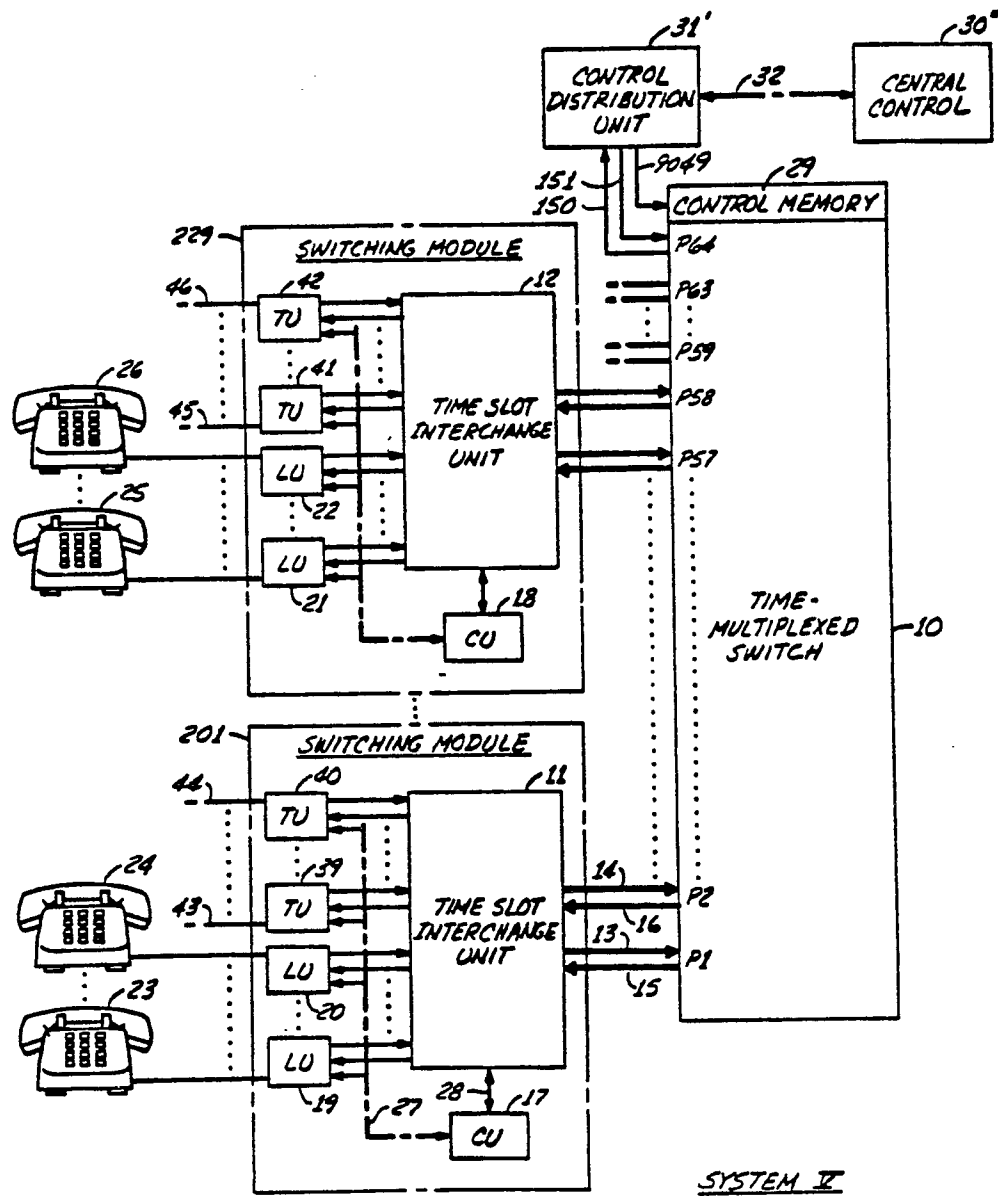 31'
30"
CONTROL
DISTRIBUTION
UNIT
32
CENTRAL
CONTROL
9049
151
150
29
CONTROL MEMORY
P64
229
SWITCHING MODULE
P63
46
42
TU
12
P59
26
41
TU
P58
45
TIME SLOT
INTERCHANGE
UNIT
LU
P57
25
22
LU
21
18
CU
TIME-
MULTIPLEXED
SWITCH
10
201
SWITCHING MODULE
44
40
TU
11
24
39
TU
14
P2
43
TIME SLOT
INTERCHANGE
UNIT
16
13
LU
P1
23
20
15
LU
19
28
17
27
CU
SYSTEM V